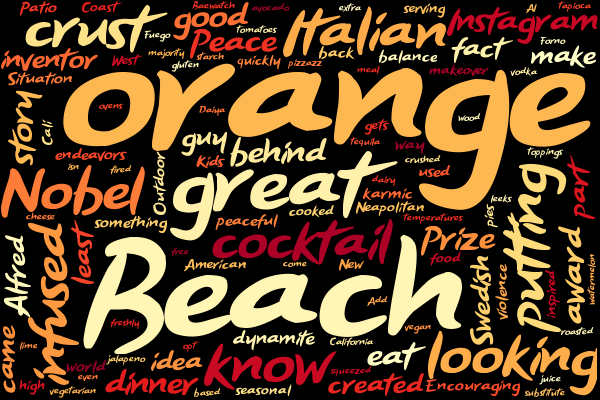 Patio
Coast
Baewatch
avocado
extra
serving
AI
tapioca
crust
good
Italian
Instagram
Fuego
tomatoes
Peace
back
balance
fact
Forno
make
inventor
West
majority
starch
gluten
quickly
pizzazz
meal
makeover
vodka
Situation
orange
ovens
Daiya
wood
story
Cali
guy
gets
tequila
way
crushed
toppings
endeavors
Kids
behind
used
isn
fired
Outdoor
great
dairy
karmic
part
Nobel
cooked
Neapolitan
Temperatures
leeks
pies
putting
cheese
something
peaceful
cocktail
Prize
food
Alfred
infused
least
free
American
come
New
Swedish
violence
inspired
award
watermelon
Beach
Add
freshly
vegan
roasted
dynamite
California
came
lime
jalapeno
idea
opt
know
eat
looking
world
even
squeezed
juice
high
vegetarian
dinner
based
seasonal
created
Encouraging
substitute